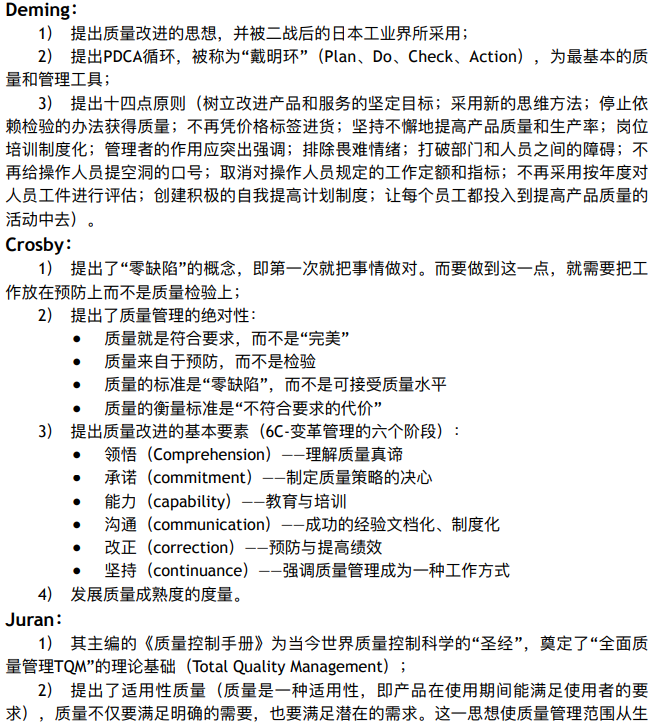 Deming：
1） 提出质量改进的思想，并被二战后的日本工业界所采用；
2） 提出PDCA循环，被称为“戴明环”（Plan、Do、Check、Action），为最基本的质
量和管理工具；
3） 提出十四点原则（树立改进产品和服务的坚定目标；采用新的思维方法；停止依
赖检验的办法获得质量；不再凭价格标签进货；坚持不懈地提高产品质量和生产率；岗位
培训制度化；管理者的作用应突出强调；排除畏难情绪；打破部门和人员之间的障碍；不
再给操作人员提空洞的口号；取消对操作人员规定的工作定额和指标；不再采用按年度对
人员工件进行评估；创建积极的自我提高计划制度；让每个员工都投入到提高产品质量的
活动中去）。
Crosby：
1） 提出了“零缺陷”的概念，即第一次就把事情做对。而要做到这一点，就需要把工
作放在预防上而不是质量检验上；
2） 提出了质量管理的绝对性：
● 质量就是符合要求，而不是“完美”
● 质量来自于预防，而不是检验
● 质量的标准是“零缺陷”，而不是可接受质量水平
● 质量的衡量标准是“不符合要求的代价”
3） 提出质量改进的基本要素（6C-变革管理的六个阶段）：
● 领悟（Comprehension）——理解质量真谛
● 承诺（commitment）——制定质量策略的决心
● 能力（capability）——教育与培训
● 沟通（communication）——成功的经验文档化、制度化
● 改正（correction）——预防与提高绩效
● 坚持（continuance）——强调质量管理成为一种工作方式
4） 发展质量成熟度的度量。
Juran：
1） 其主编的《质量控制手册》为当今世界质量控制科学的“圣经”，奠定了“全面质
量管理TQM”的理论基础（Total Quality Management）；
2） 提出了适用性质量（质量是一种适用性，即产品在使用期间能满足使用者的要
求），质量不仅要满足明确的需要，也要满足潜在的需求。这一思想使质量管理范围从生